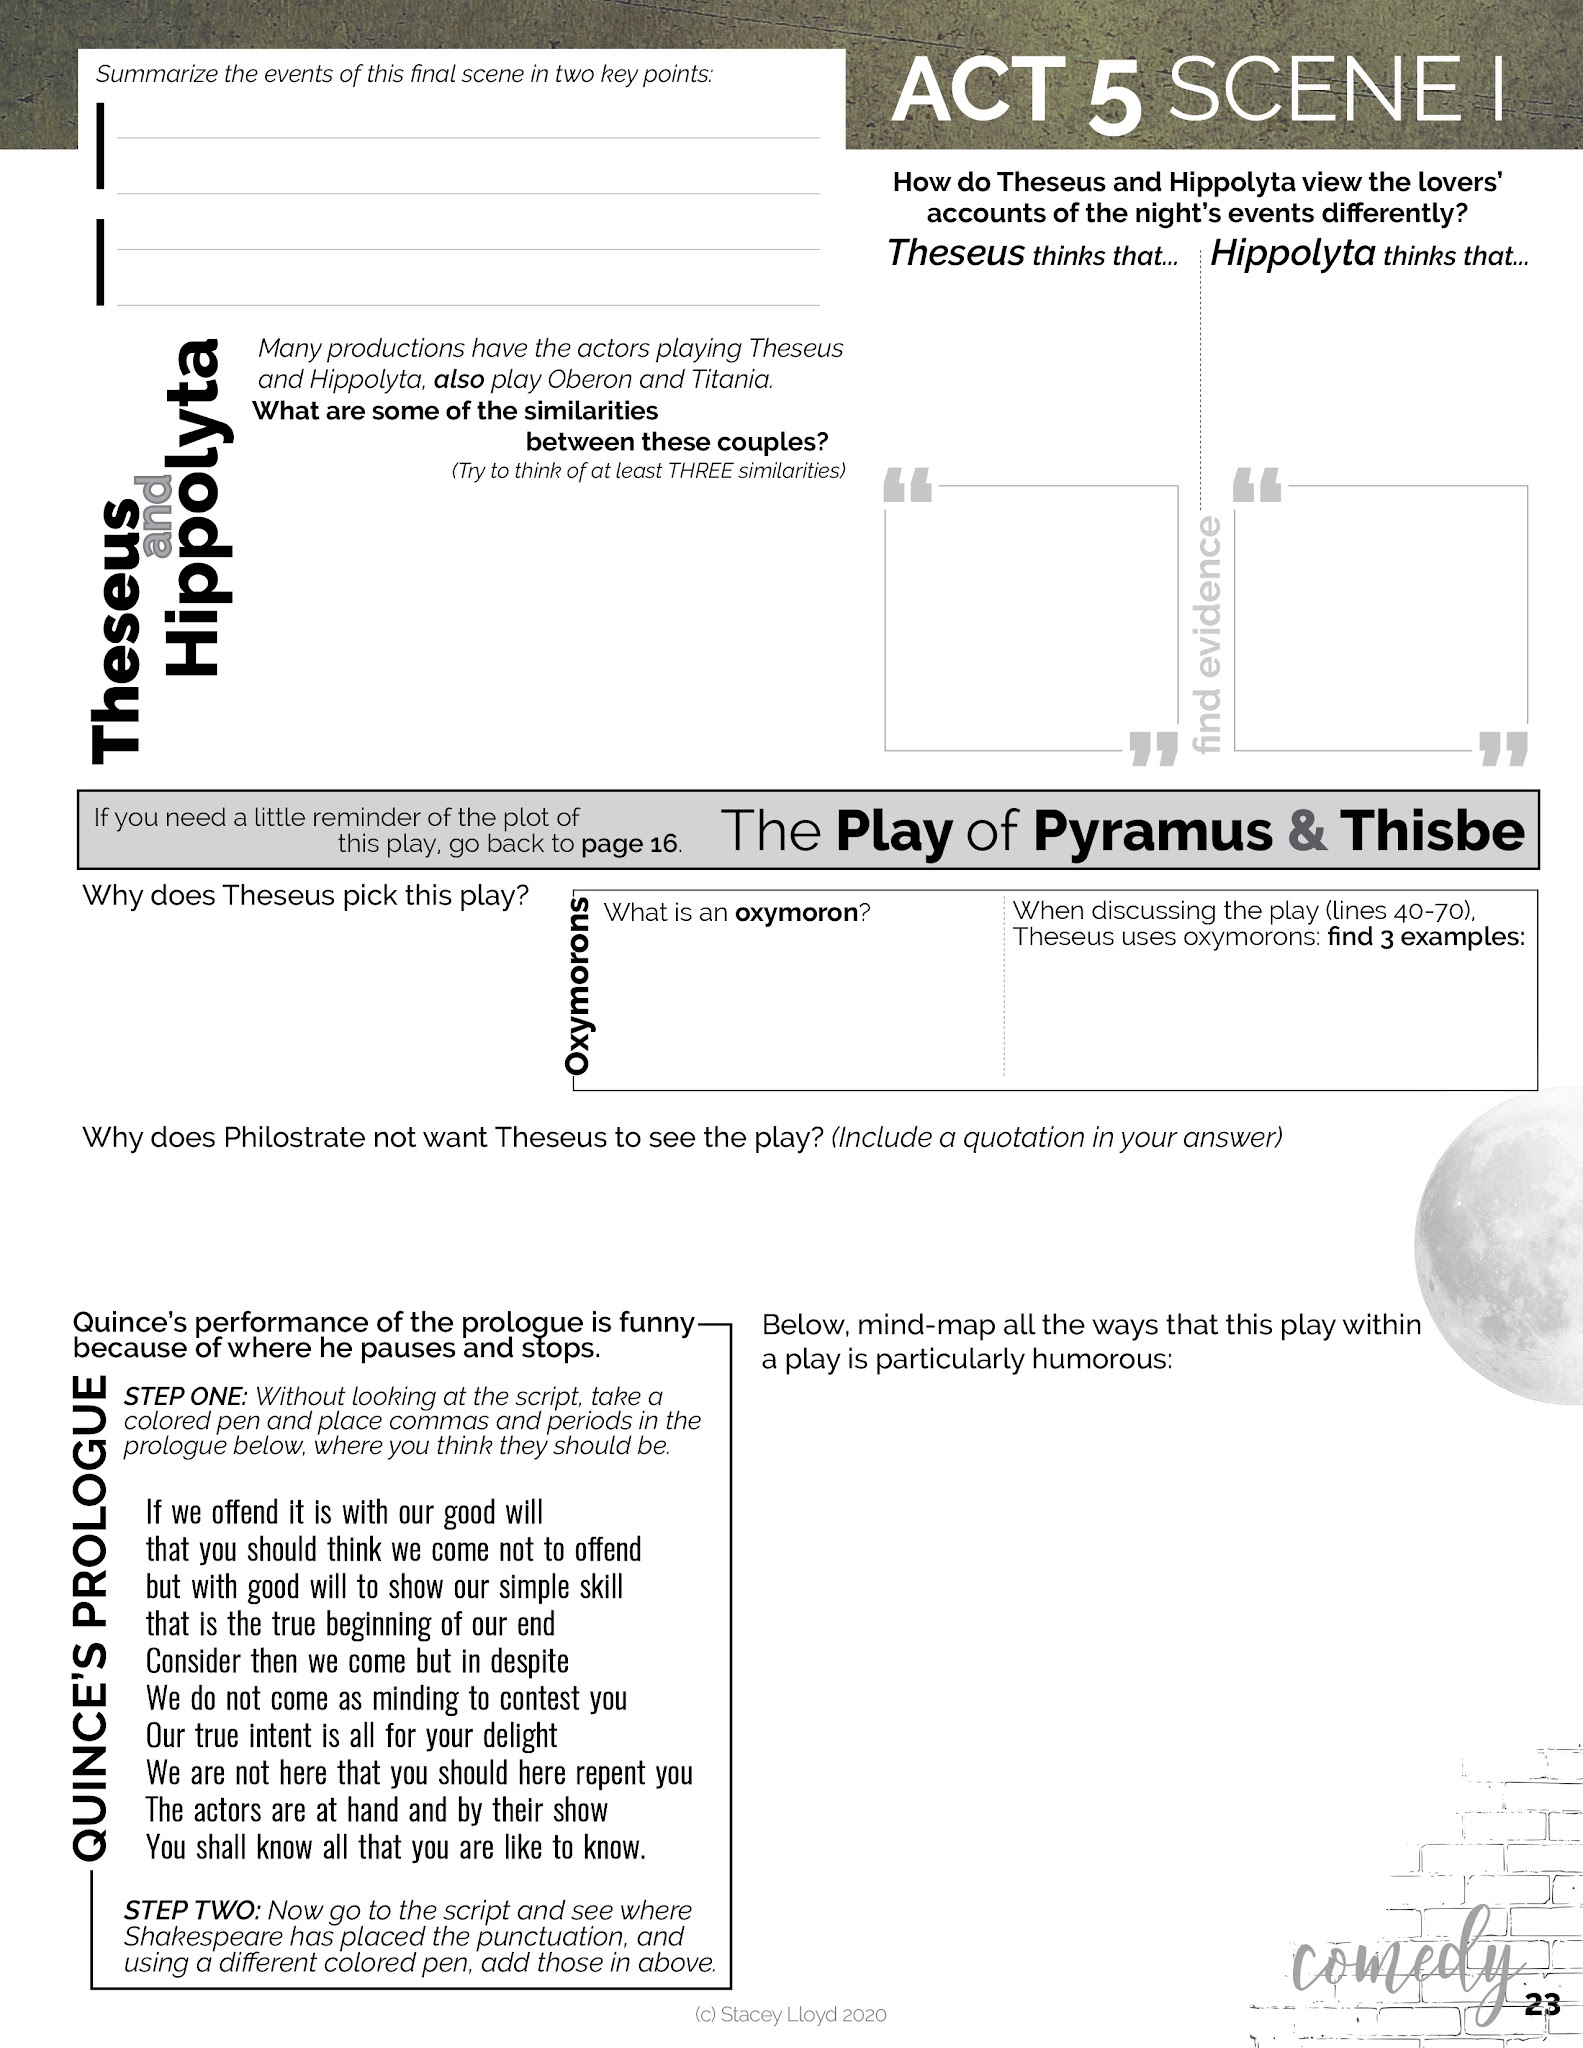 Summarize the events of this final scene in two key points:
ACT 5 SCENE I
How do Theseus and Hippolyta view the lovers'
accounts of the night's events differently?
Theseus thinks that...
Hippolyta thinks that...
Theseus and Hippolyta
Many productions have the actors playing Theseus
and Hippolyta, also play Oberon and Titania.
What are some of the similarities
between these couples?
(Try to think of at least THREE similarities)
“
”
find evidence
“
”
If you need a little reminder of the plot of
this play, go back to page 16.
The Play of Pyramus & Thisbe
Why does Theseus pick this play?
Oxymorons
What is an oxymoron?
When discussing the play (lines 40-70),
Theseus uses oxymorons: find 3 examples:
Why does Philostrate not want Theseus to see the play? (Include a quotation in your answer)
Quince's performance of the prologue is funny
because of where he pauses and stops.
QUINCE'S PROLOGUE
STEP ONE: Without looking at the script, take a
colored pen and place commas and periods in the
prologue below, where you think they should be.
If we offend it is with our good will
that you should think we come not to offend
but with good will to show our simple skill
that is the true beginning of our end
Consider then we come but in despite
We do not come as minding to contest you
Our true intent is all for your delight
We are not here that you should here repent you
The actors are at hand and by their show
You shall know all that you are like to know.
STEP TWO: Now go to the script and see where
Shakespeare has placed the punctuation, and
using a different colored pen, add those in above.
Below, mind-map all the ways that this play within
a play is particularly humorous:
comedy
23
(c) Stacey Lloyd 2020